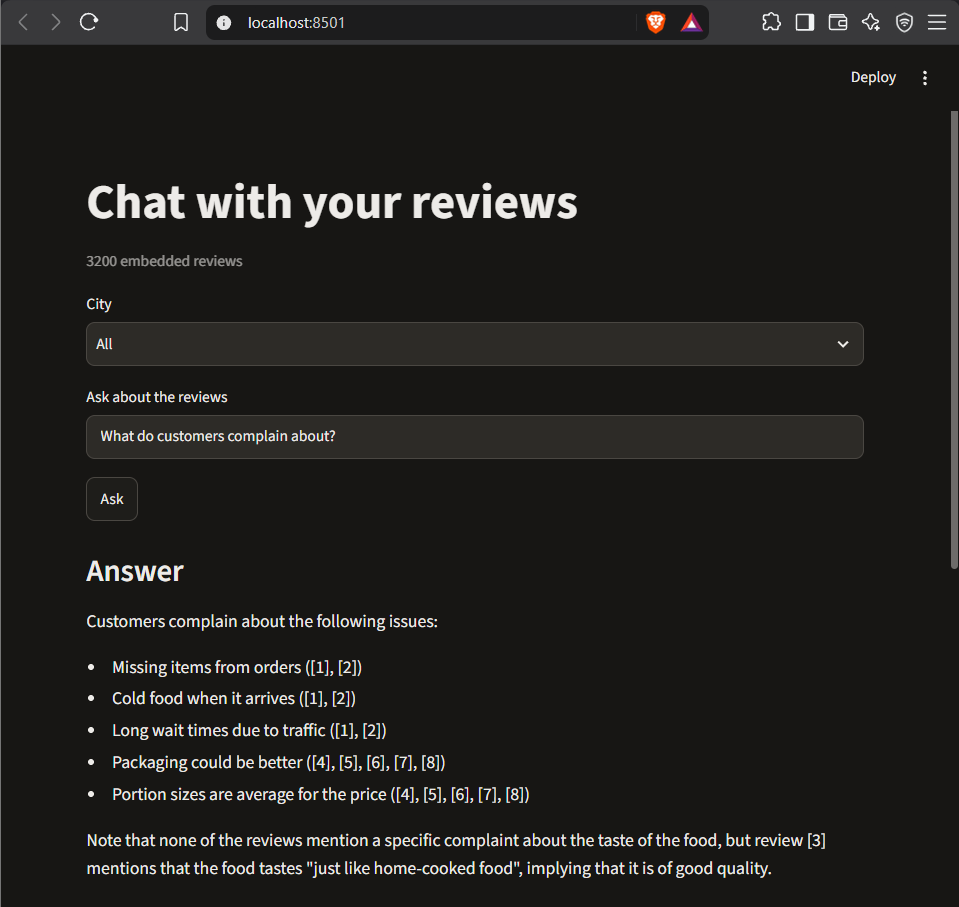 localhost:8501
Deploy
Chat with your reviews
3200 embedded reviews
City
All
Ask about the reviews
What do customers complain about?
Ask
Answer
Customers complain about the following issues:
• Missing items from orders ([1], [2])
• Cold food when it arrives ([1], [2])
• Long wait times due to traffic ([1], [2])
• Packaging could be better ([4], [5], [6], [7], [8])
• Portion sizes are average for the price ([4], [5], [6], [7], [8])
Note that none of the reviews mention a specific complaint about the taste of the food, but review [3]
mentions that the food tastes "just like home-cooked food", implying that it is of good quality.